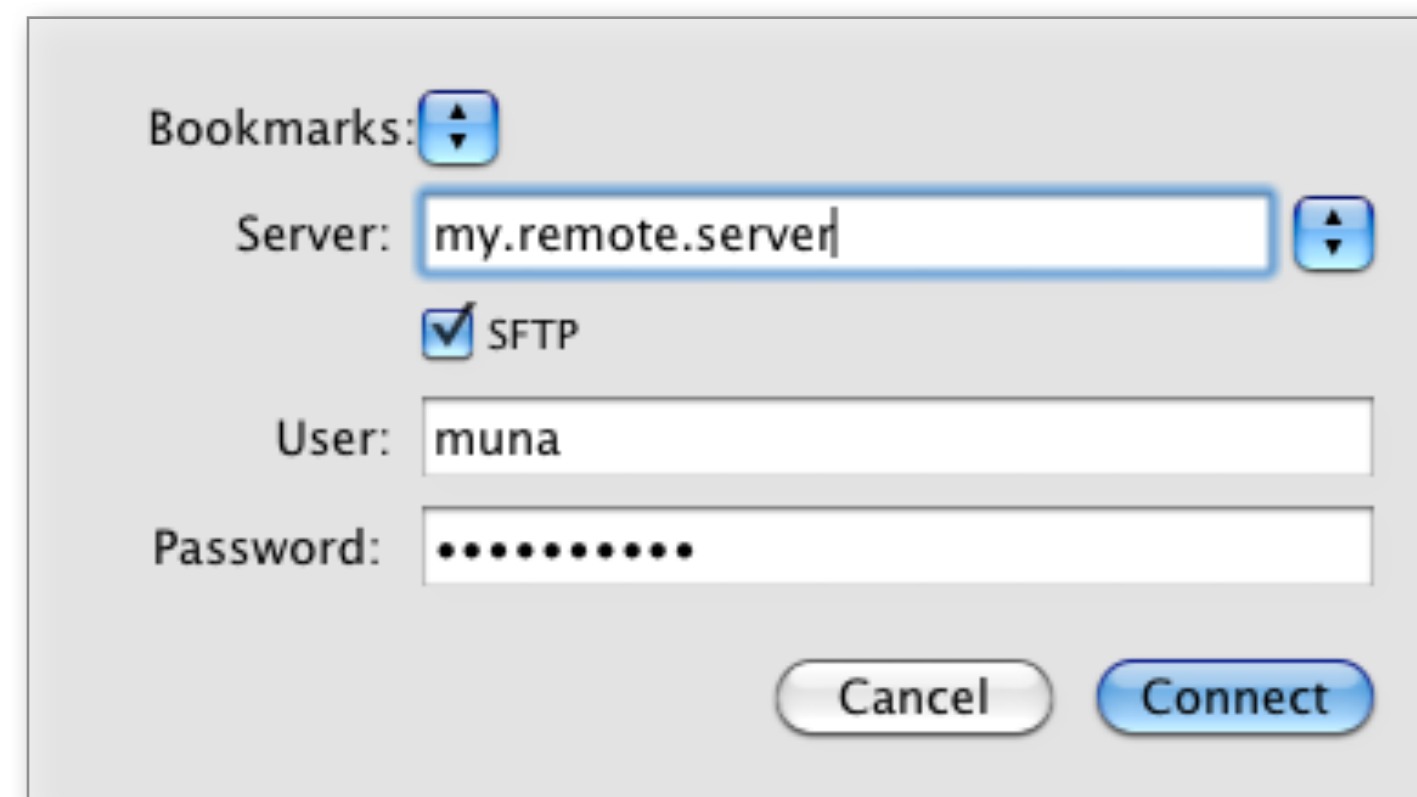 Bookmarks:
Server: my.remote.server
SFTP
User: muna
Password: ••••••••••
Cancel Connect